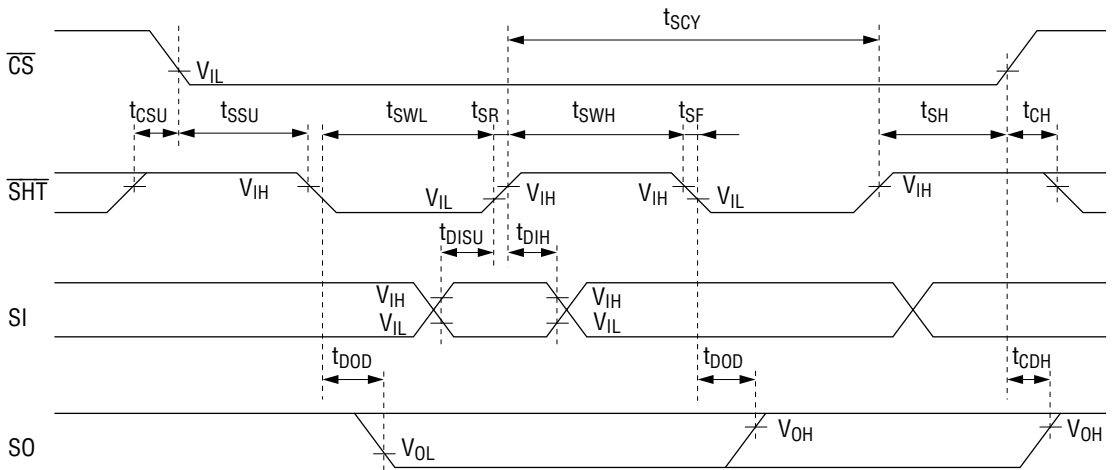 tSCY
CS
VIL
tCSU tSSU tSWL tSR tSWH tSF tSH tCH
SHT
VIH VIL VIH VIH VIL VIH
tDISU tDIH
SI
VIH VIH
VIL VIL
tDOD tDOD tCDH
SO
VOL VOH VOH